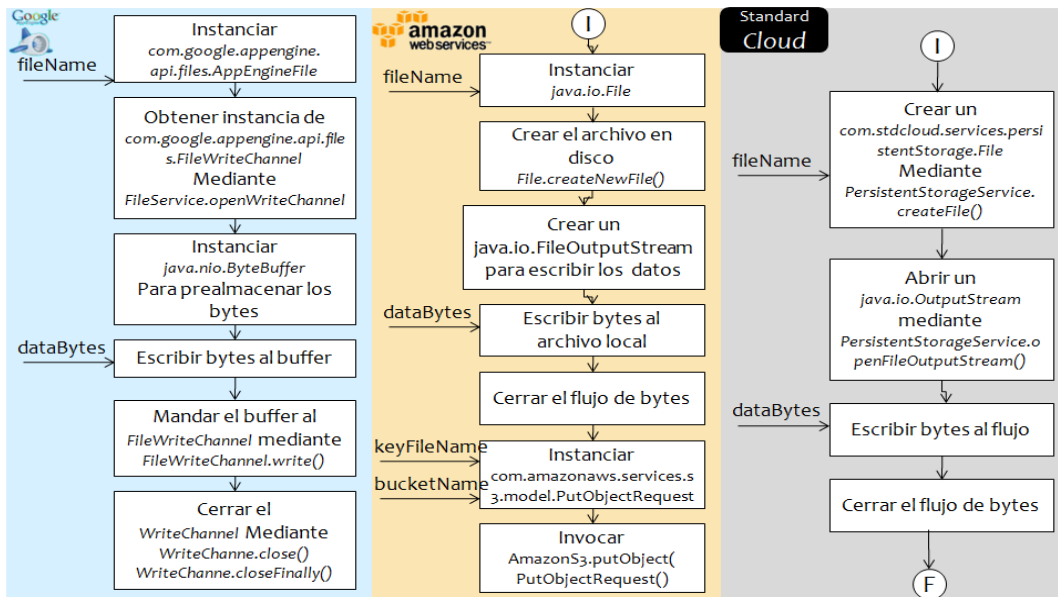 Google
fileName
Instanciar
com.google.appengine.
api.files.AppEngineFile
Obtener instancia de
com.google.appengine.api.file
s.FileWriteChannel
Mediante
FileService.openWriteChannel
Instanciar
java.nio.ByteBuffer
Para prealmacenar los
bytes
dataBytes
Escribir bytes al buffer
Mandar el buffer al
FileWriteChannel mediante
FileWriteChannel.write()
Cerrar el
WriteChannel Mediante
WriteChanne.close()
WriteChanne.closeFinally()
amazon
webservices™
I
fileName
Instanciar
java.io.File
Crear el archivo en
disco
File.createNewFile()
Crear un
java.io.FileOutputStream
para escribir los datos
dataBytes
Escribir bytes al
archivo local
Cerrar el flujo de bytes
keyFileName
bucketName
Instanciar
com.amazonaws.services.s
3.model.PutObjectRequest
Invocar
AmazonS3.putObject(
PutObjectRequest()
Standard
Cloud
I
fileName
Crear un
com.stdcloud.services.persi
stentStorage.File
Mediante
PersistentStorageService.
createFile()
Abrir un
java.io.OutputStream
mediante
PersistentStorageService.o
penFileOutputStream()
dataBytes
Escribir bytes al flujo
Cerrar el flujo de bytes
F